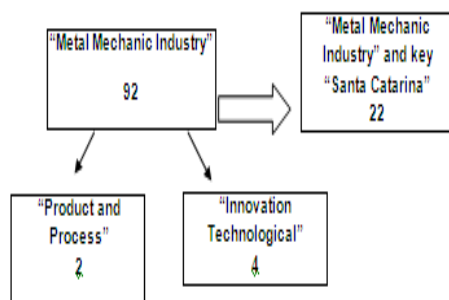 “Metal Mechanic Industry”
92
“Metal Mechanic
Industry” and key
“Santa Catarina”
22
“Product and
Process”
2
“Innovation
Technological”
4